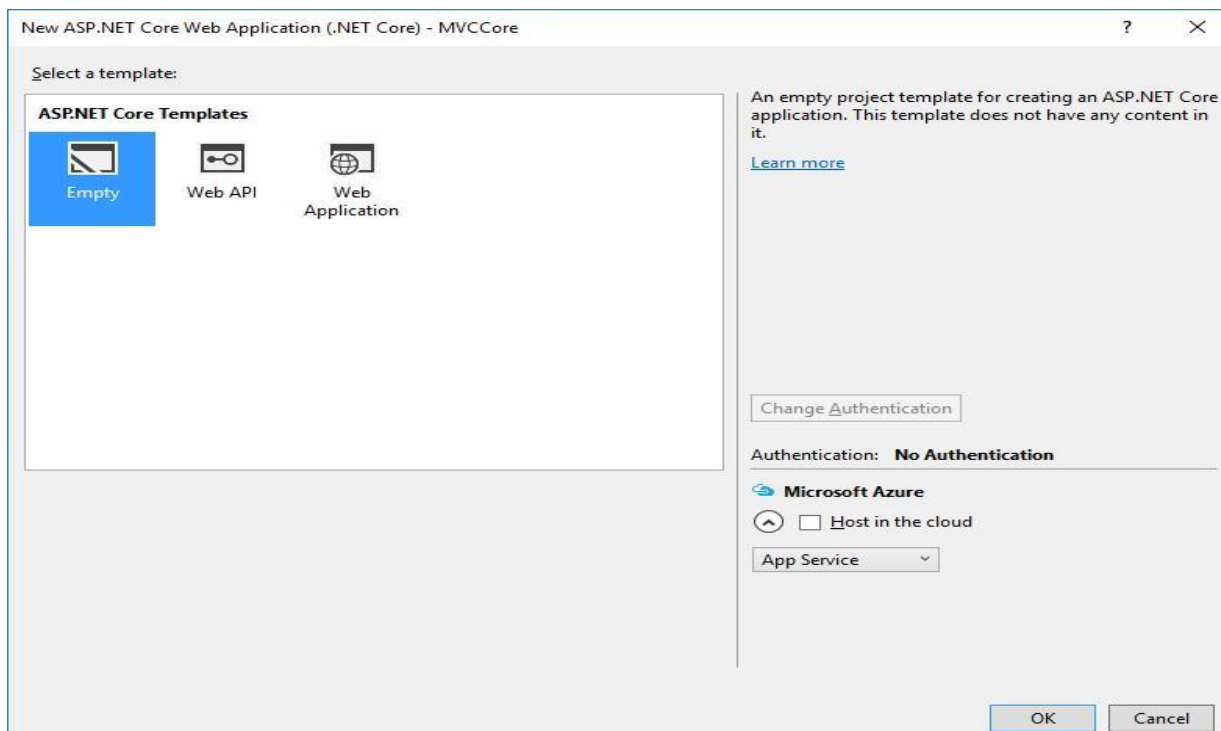 New ASP.NET Core Web Application (.NET Core) - MVCCore
?
Select a template:
ASP.NET Core Templates
Empty
Web API
Web
Application
An empty project template for creating an ASP.NET Core
application. This template does not have any content in
it.
Learn more
Change Authentication
Authentication: No Authentication
Microsoft Azure
Host in the cloud
App Service
OK
Cancel